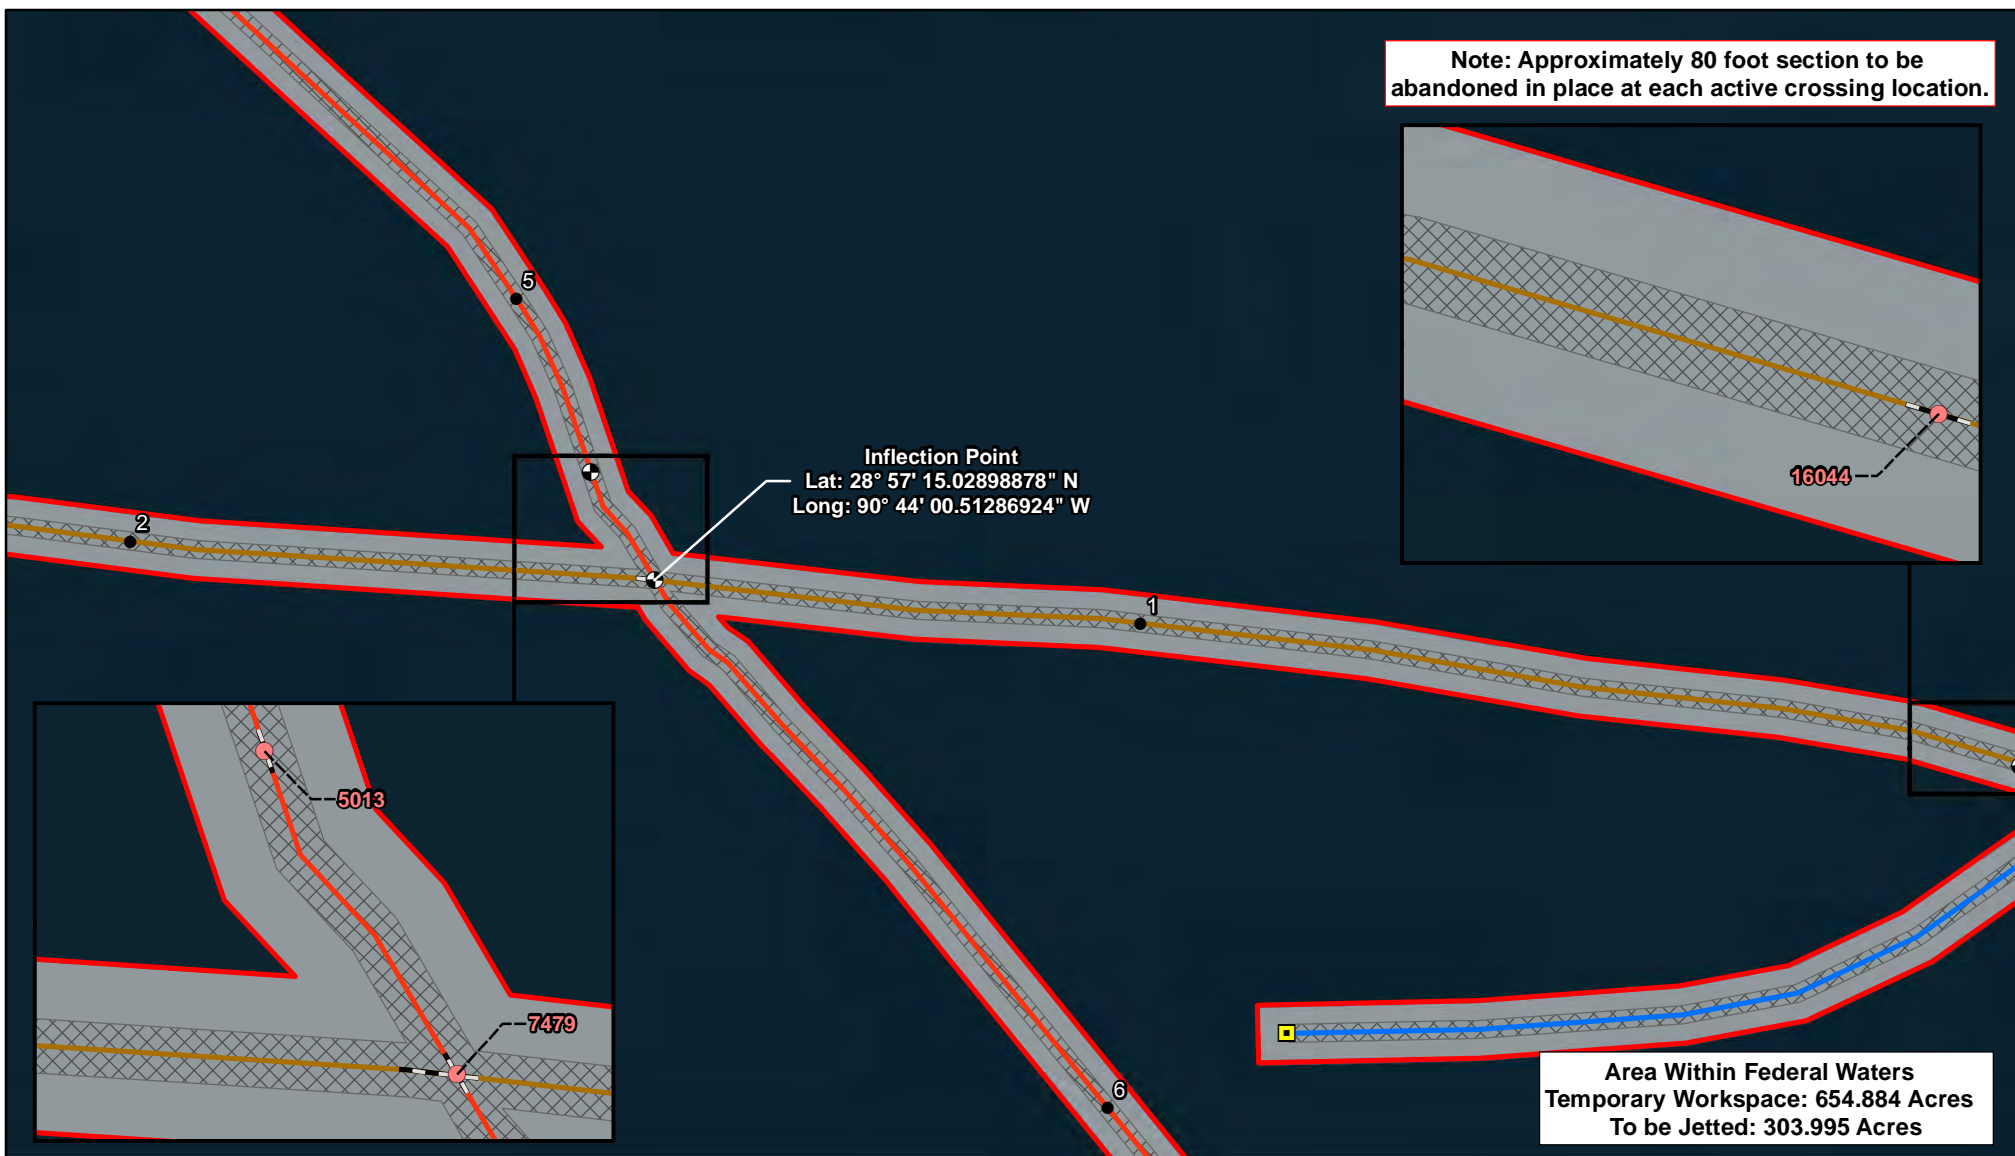 Note: Approximately 80 foot section to be
abandoned in place at each active crossing location.
5
16044
Inflection Point
Lat: 28° 57' 15.02898878" N
Long: 90° 44' 00.51286924" W
2
1
5013
7479
6
Area Within Federal Waters
Temporary Workspace: 654.884 Acres
To be Jetted: 303.995 Acres